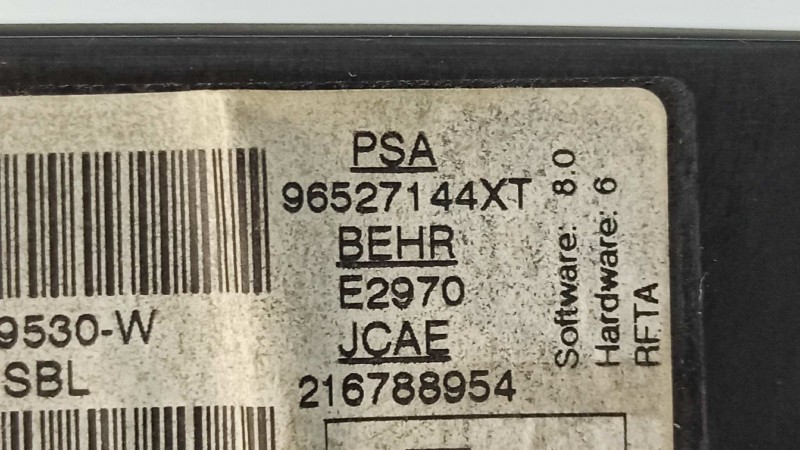 PSA
96527144XT
BEHR
E2970
JCAE
216788954
9530-W
SBL
Software: 8.0
Hardware: 6
RFTA